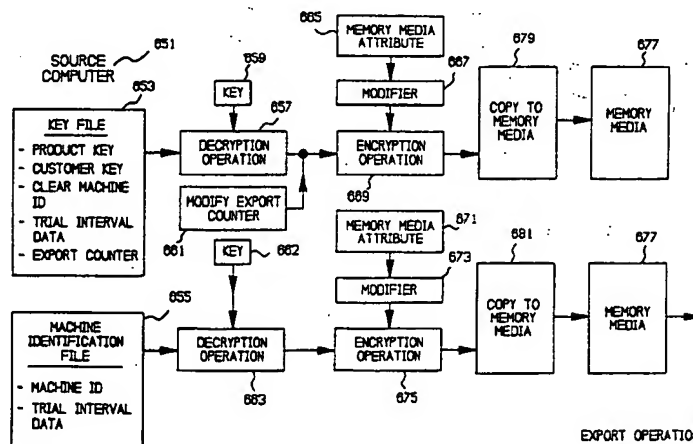 SOURCE
COMPUTER
651
653
KEY FILE
- PRODUCT KEY
- CUSTOMER KEY
- CLEAR MACHINE
ID
- TRIAL INTERVAL
DATA
- EXPORT COUNTER
659
KEY
657
DECRYPTION
OPERATION
MODIFY EXPORT
COUNTER
661
665
MEMORY MEDIA
ATTRIBUTE
667
MODIFIER
ENCRYPTION
OPERATION
669
679
COPY TO
MEMORY
MEDIA
677
MEMORY
MEDIA
655
MACHINE
IDENTIFICATION
FILE
- MACHINE ID
- TRIAL INTERVAL
DATA
662
KEY
DECRYPTION
OPERATION
663
671
MEMORY MEDIA
ATTRIBUTE
673
MODIFIER
ENCRYPTION
OPERATION
675
681
COPY TO
MEMORY
MEDIA
677
MEMORY
MEDIA
EXPORT OPERATIO